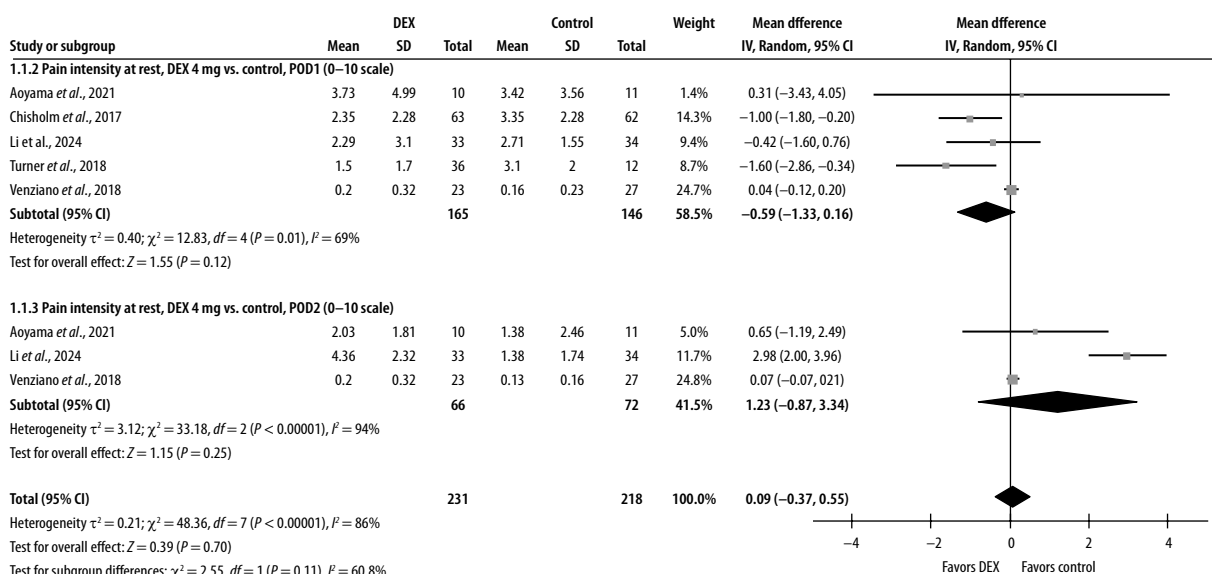 DEX Control Weight Mean dfference Mean dfference
Study or subgroup Mean SD Total Mean SD Total IV, Random, 95% CI IV, Random, 95% CI
1.1.2 Pain intensity at rest, DEX 4 mg vs. control, POD1 (0–10 scale)
Aoyama et al., 2021 3.73 4.99 10 3.42 3.56 11 1.4% 0.31 (−3.43, 4.05)
Chisholm et al., 2017 2.35 2.28 63 3.35 2.28 62 14.3% −1.00 (−1.80, −0.20)
Li et al., 2024 2.29 3.1 33 2.71 1.55 34 9.4% −0.42 (−1.60, 0.76)
Turner et al., 2018 1.5 1.7 36 3.1 2 12 8.7% −1.60 (−2.86, −0.34)
Venziano et al., 2018 0.2 0.32 23 0.16 0.23 27 24.7% 0.04 (−0.12, 0.20)
Subtotal (95% CI) 165 146 58.5% −0.59 (−1.33, 0.16)
Heterogeneity τ² = 0.40; χ² = 12.83, df = 4 (P = 0.01), I² = 69%
Test for overall effect: Z = 1.55 (P = 0.12)
1.1.3 Pain intensity at rest, DEX 4 mg vs. control, POD2 (0–10 scale)
Aoyama et al., 2021 2.03 1.81 10 1.38 2.46 11 5.0% 0.65 (−1.19, 2.49)
Li et al., 2024 4.36 2.32 33 1.38 1.74 34 11.7% 2.98 (2.00, 3.96)
Venziano et al., 2018 0.2 0.32 23 0.13 0.16 27 24.8% 0.07 (−0.07, 021)
Subtotal (95% CI) 66 72 41.5% 1.23 (−0.87, 3.34)
Heterogeneity τ² = 3.12; χ² = 33.18, df = 2 (P < 0.00001), I² = 94%
Test for overall effect: Z = 1.15 (P = 0.25)
Total (95% CI) 231 218 100.0% 0.09 (−0.37, 0.55)
Heterogeneity τ² = 0.21; χ² = 48.36, df = 7 (P < 0.00001), I² = 86%
Test for overall effect: Z = 0.39 (P = 0.70)
−4 −2 0 2 4
Test for subgroup differences: χ² = 2.55, df = 1 (P = 0.11), I² = 60.8%
Favors DEX Favors control